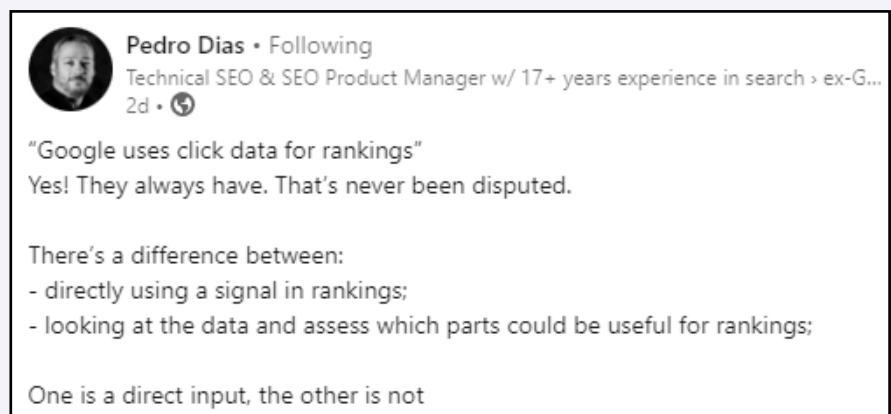 Pedro Dias • Following
Technical SEO & SEO Product Manager w/ 17+ years experience in search › ex-G...
2d •
“Google uses click data for rankings”
Yes! They always have. That’s never been disputed.
There’s a difference between:
- directly using a signal in rankings;
- looking at the data and assess which parts could be useful for rankings;
One is a direct input, the other is not